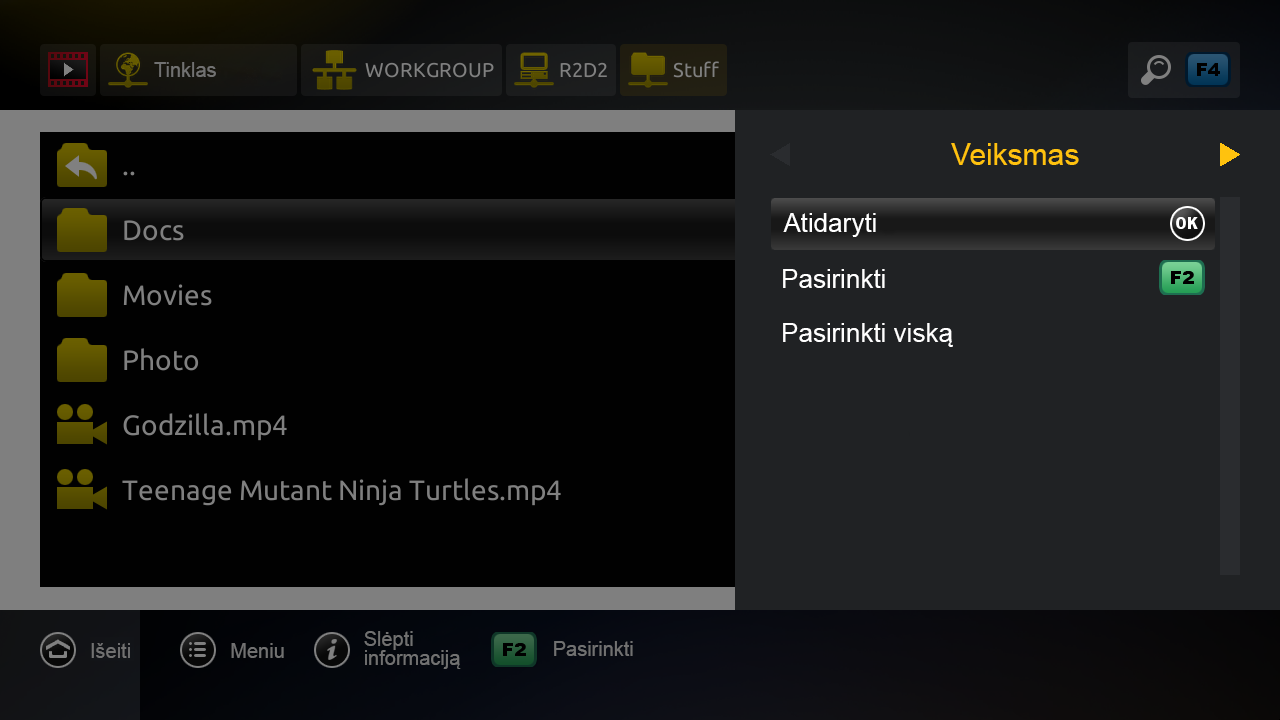 Tinklas
WORKGROUP
R2D2
Stuff
F4
..
Docs
Movies
Photo
Godzilla.mp4
Teenage Mutant Ninja Turtles.mp4
Veiksmas
Atidaryti OK
Pasirinkti F2
Pasirinkti viską
Išeiti
Meniu
Slėpti
informaciją
F2 Pasirinkti